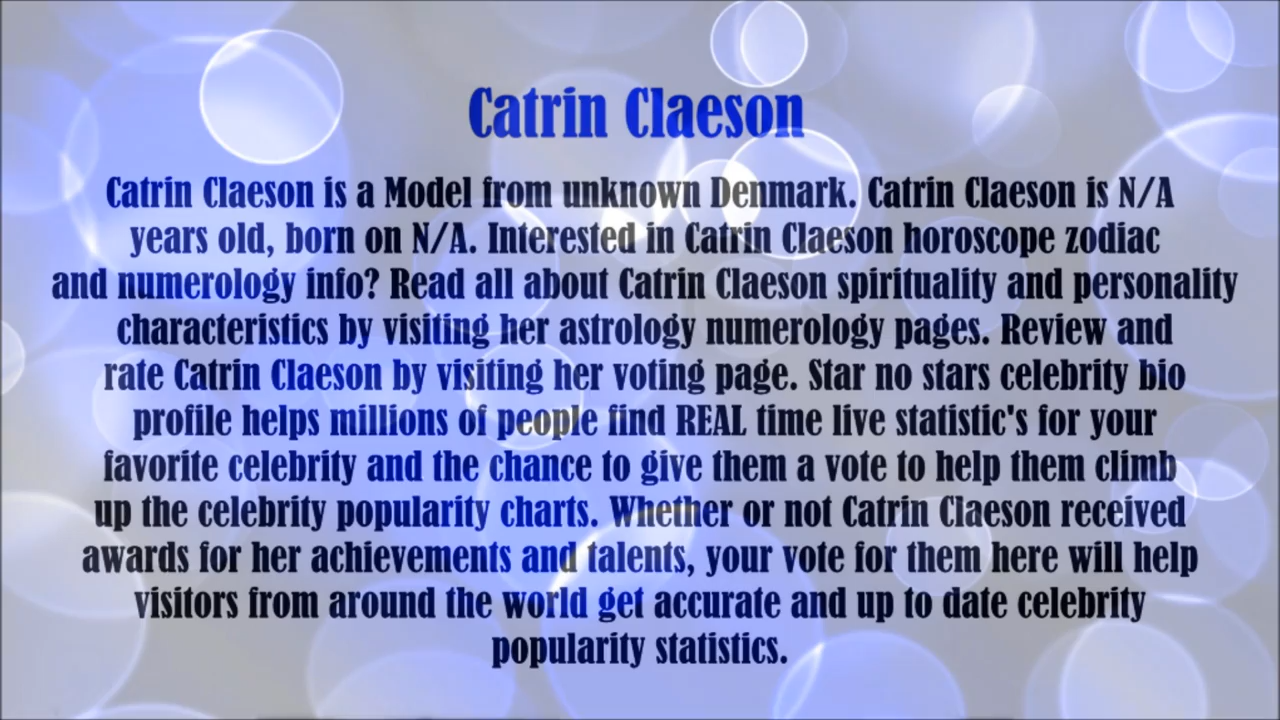 Catrin Claeson
Catrin Claeson is a Model from unknown Denmark. Catrin Claeson is N/A
years old, born on N/A. Interested in Catrin Claeson horoscope zodiac
and numerology info? Read all about Catrin Claeson spirituality and personality
characteristics by visiting her astrology numerology pages. Review and
rate Catrin Claeson by visiting her voting page. Star no stars celebrity bio
profile helps millions of people find REAL time live statistic's for your
favorite celebrity and the chance to give them a vote to help them climb
up the celebrity popularity charts. Whether or not Catrin Claeson received
awards for her achievements and talents, your vote for them here will help
visitors from around the world get accurate and up to date celebrity
popularity statistics.